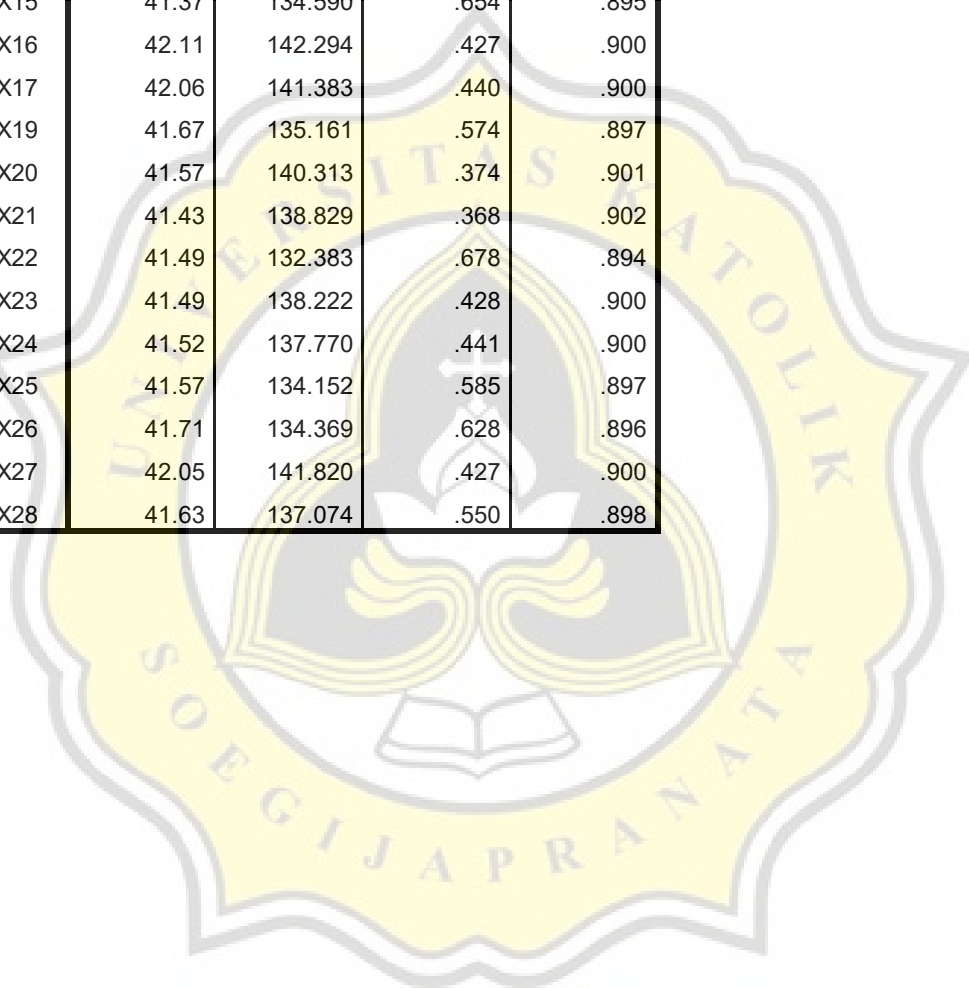 X15 41.37 134.590 .654 .895
X16 42.11 142.294 .427 .900
X17 42.06 141.383 .440 .900
X19 41.67 135.161 .574 .897
X20 41.57 140.313 .374 .901
X21 41.43 138.829 .368 .902
X22 41.49 132.383 .678 .894
X23 41.49 138.222 .428 .900
X24 41.52 137.770 .441 .900
X25 41.57 134.152 .585 .897
X26 41.71 134.369 .628 .896
X27 42.05 141.820 .427 .900
X28 41.63 137.074 .550 .898
UNIVERSITAS KATOLIK
SOEGIJAPRANATA